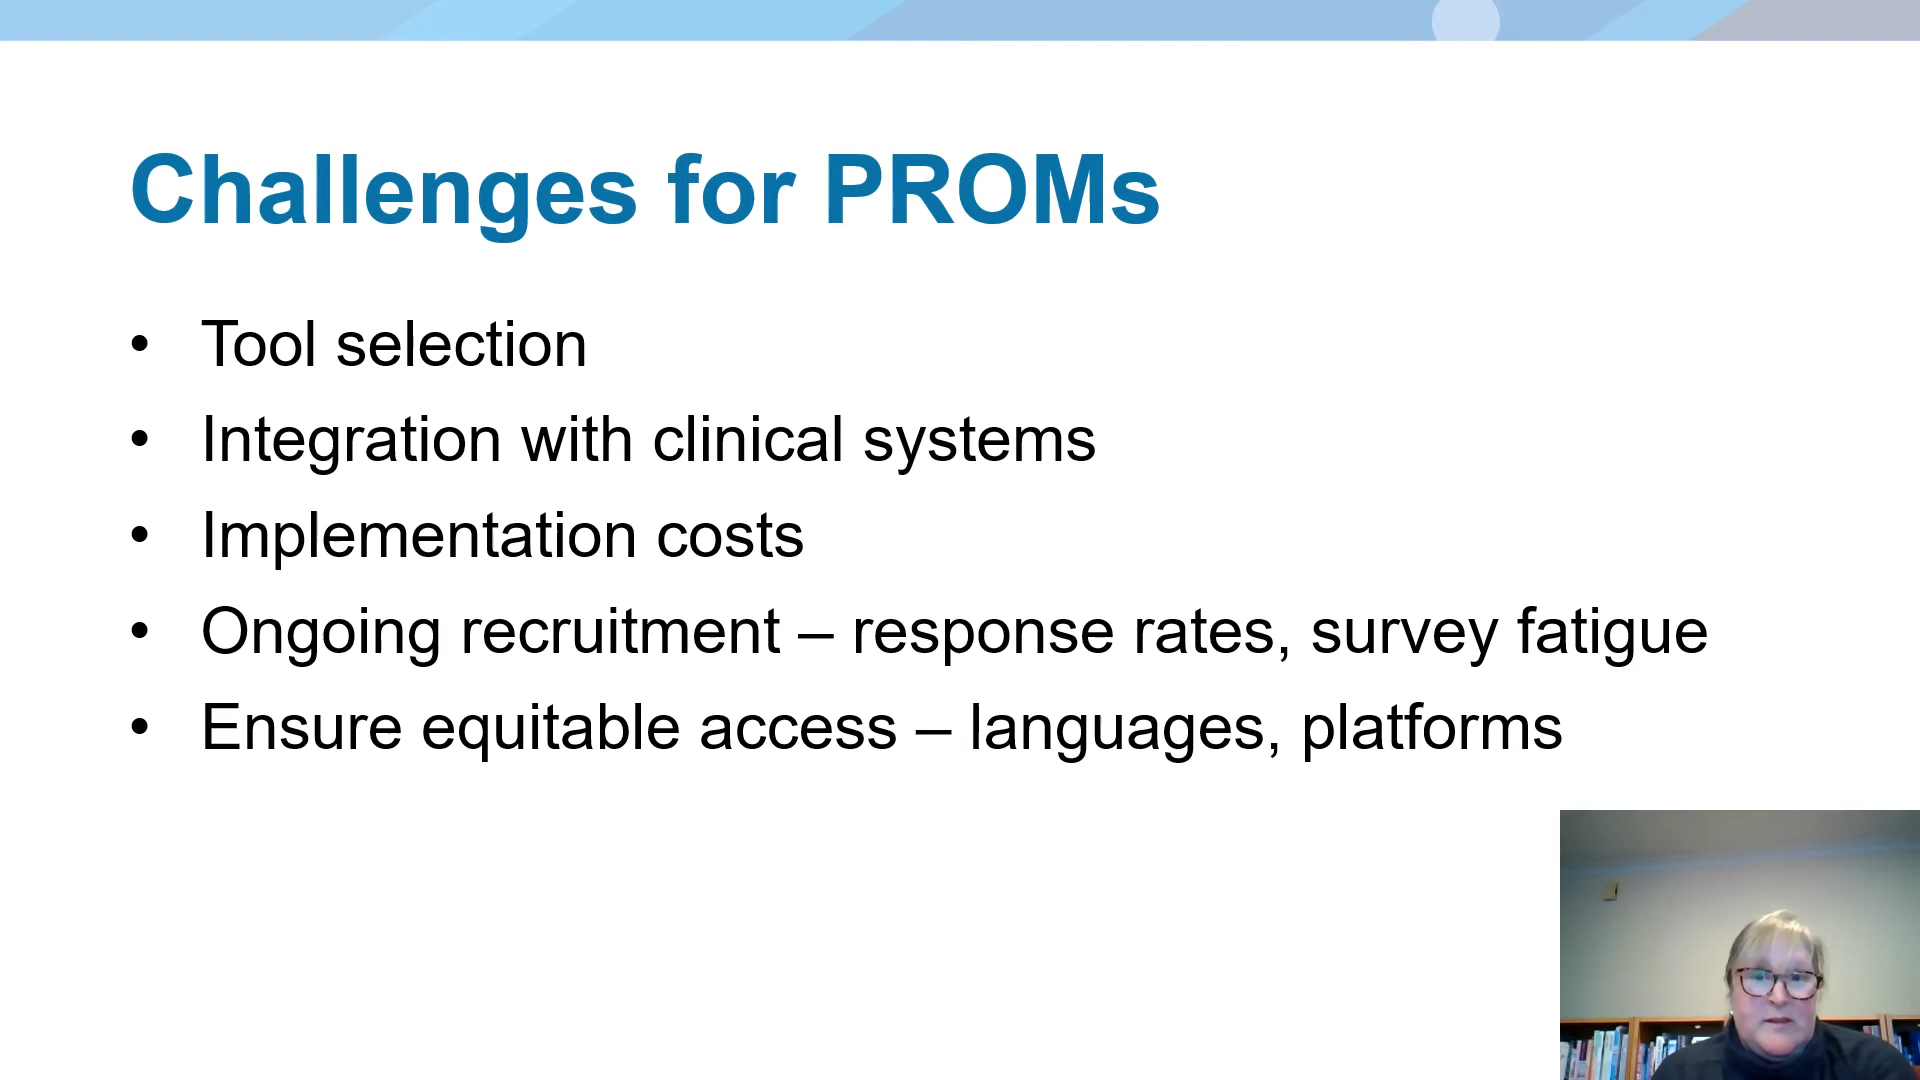 Challenges for PROMs
• Tool selection
• Integration with clinical systems
• Implementation costs
• Ongoing recruitment – response rates, survey fatigue
• Ensure equitable access – languages, platforms